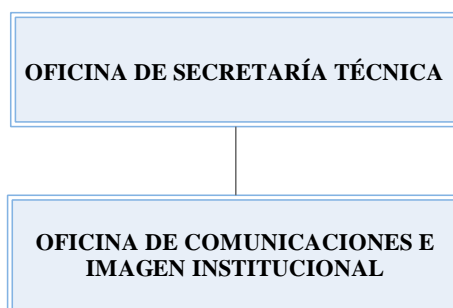 OFICINA DE SECRETARÍA TÉCNICA
OFICINA DE COMUNICACIONES E
IMAGEN INSTITUCIONAL